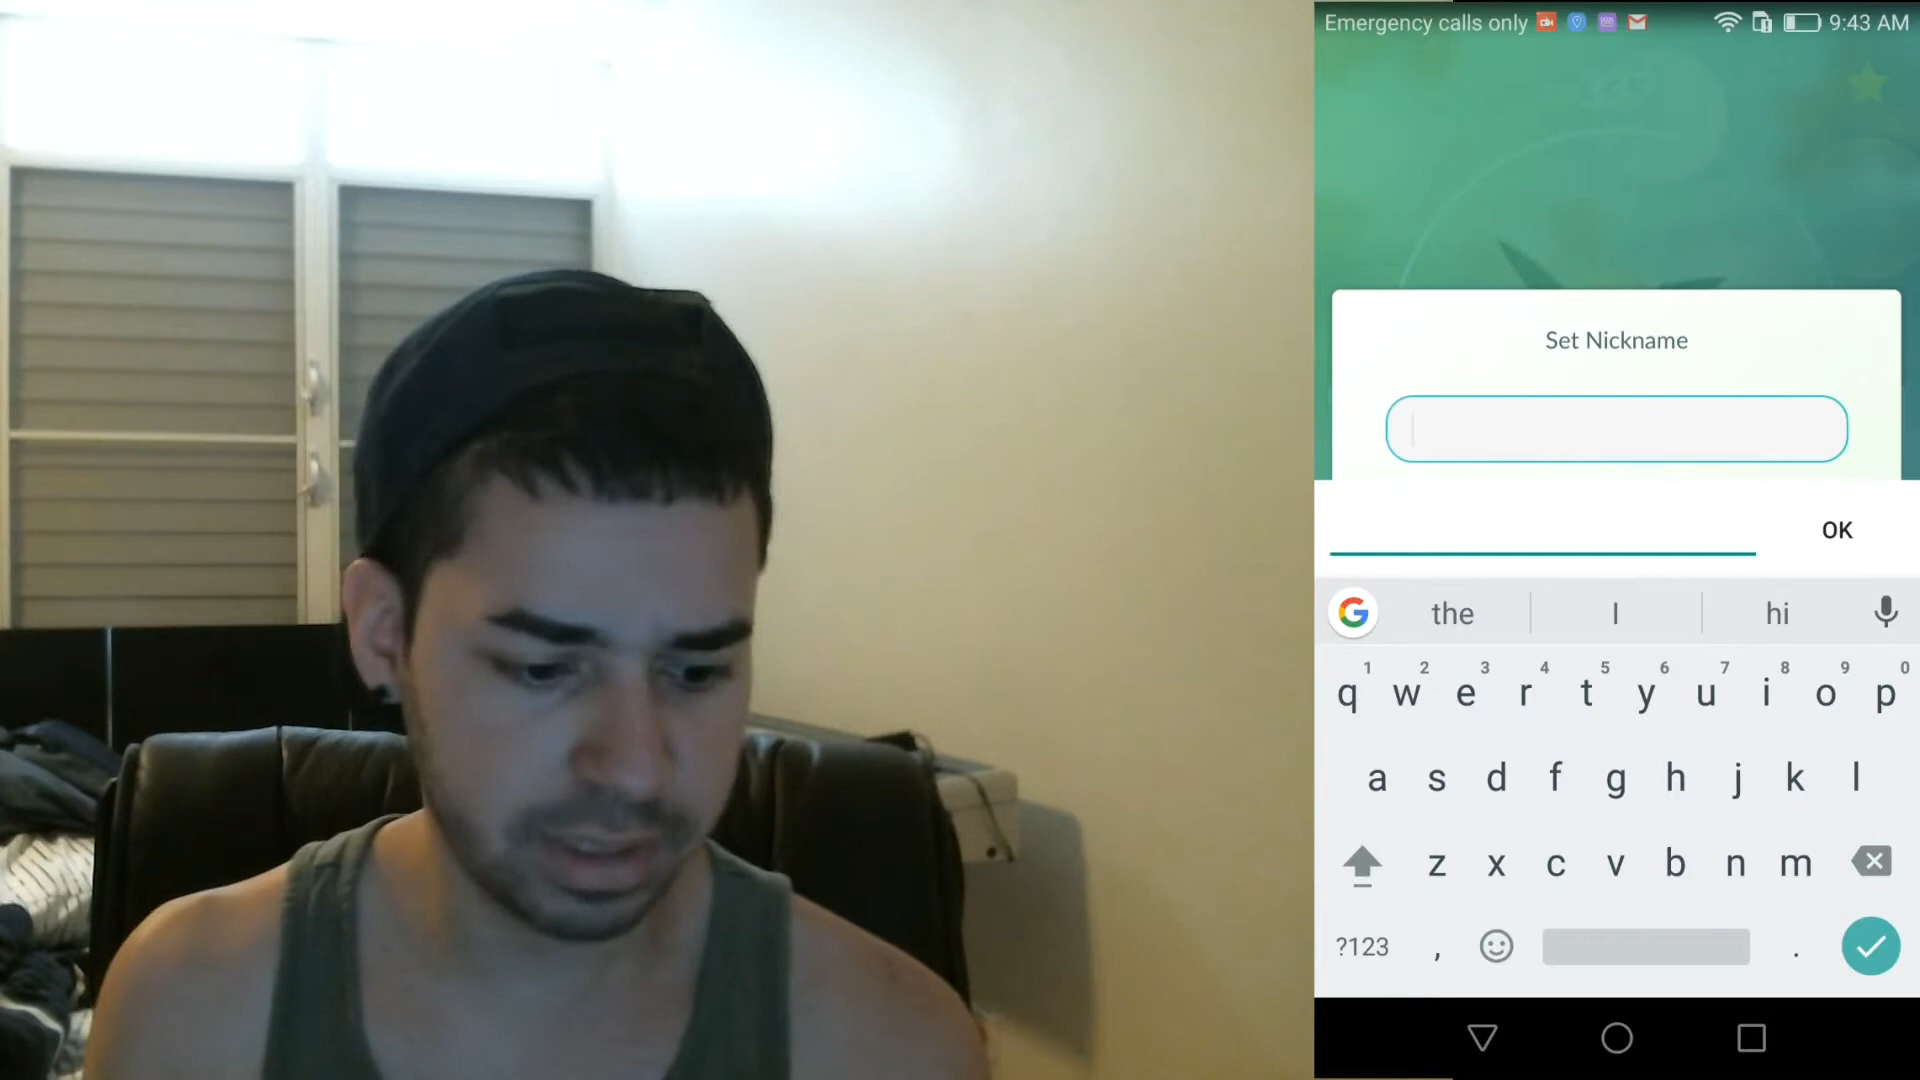 Emergency calls only 9:43 AM
Set Nickname
OK
the I hi
1 2 3 4 5 6 7 8 9 0
q w e r t y u i o p
a s d f g h j k l
z x c v b n m
?123 , .